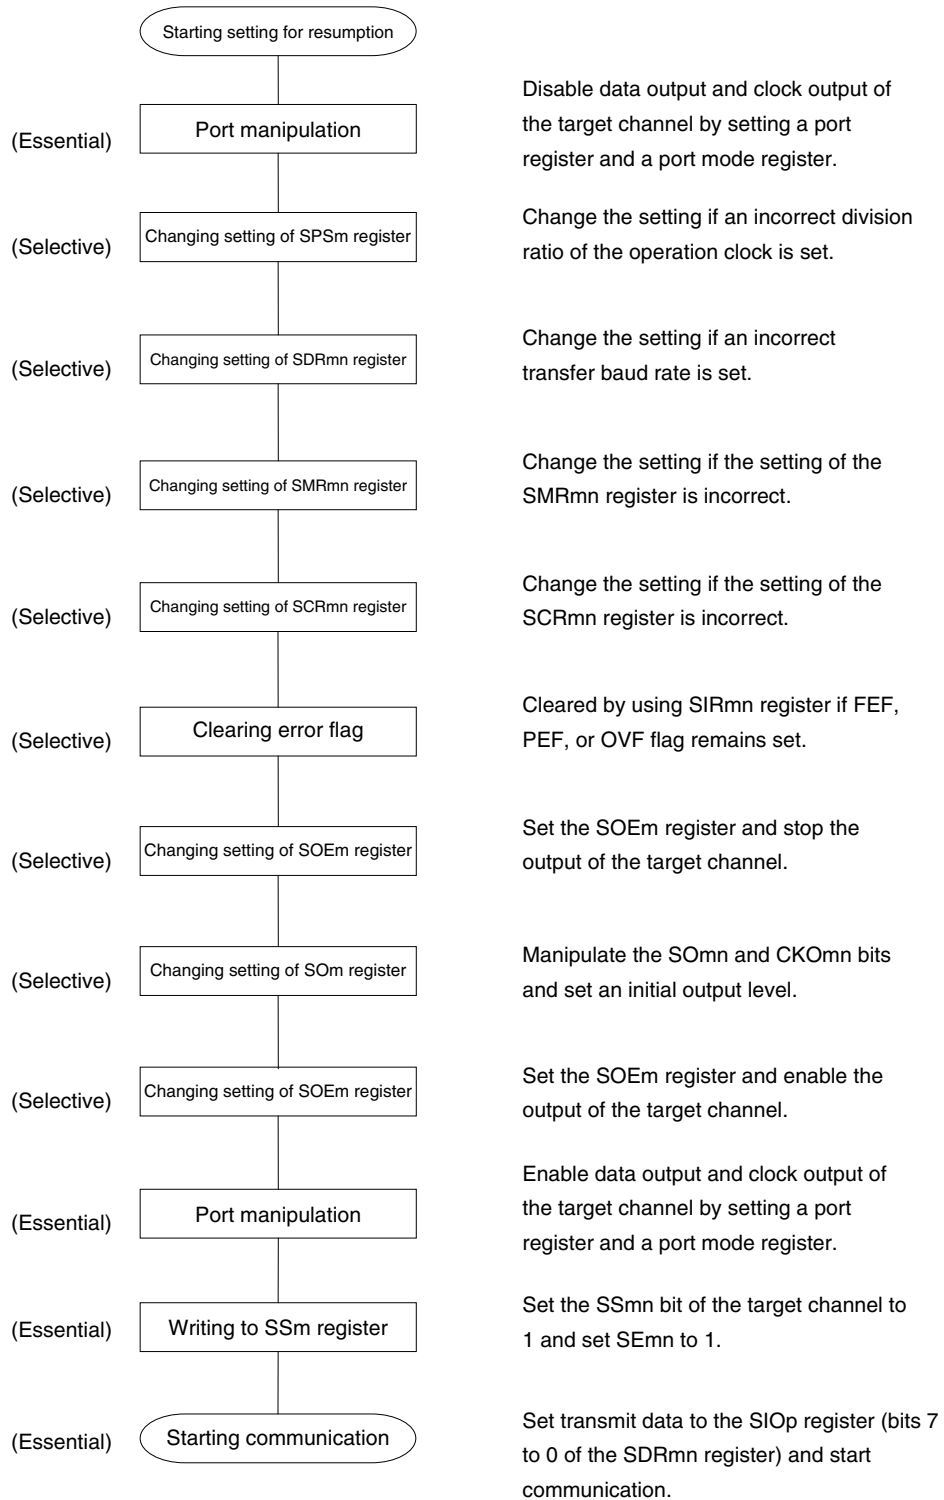 Starting setting for resumption
(Essential)
Port manipulation
Disable data output and clock output of
the target channel by setting a port
register and a port mode register.
(Selective)
Changing setting of SPSm register
Change the setting if an incorrect division
ratio of the operation clock is set.
(Selective)
Changing setting of SDRmn register
Change the setting if an incorrect
transfer baud rate is set.
(Selective)
Changing setting of SMRmn register
Change the setting if the setting of the
SMRmn register is incorrect.
(Selective)
Changing setting of SCRmn register
Change the setting if the setting of the
SCRmn register is incorrect.
(Selective)
Clearing error flag
Cleared by using SIRmn register if FEF,
PEF, or OVF flag remains set.
(Selective)
Changing setting of SOEm register
Set the SOEm register and stop the
output of the target channel.
(Selective)
Changing setting of SOm register
Manipulate the SOmn and CKOmn bits
and set an initial output level.
(Selective)
Changing setting of SOEm register
Set the SOEm register and enable the
output of the target channel.
(Essential)
Port manipulation
Enable data output and clock output of
the target channel by setting a port
register and a port mode register.
(Essential)
Writing to SSm register
Set the SSmn bit of the target channel to
1 and set SEmn to 1.
(Essential)
Starting communication
Set transmit data to the SIOp register (bits 7
to 0 of the SDRmn register) and start
communication.